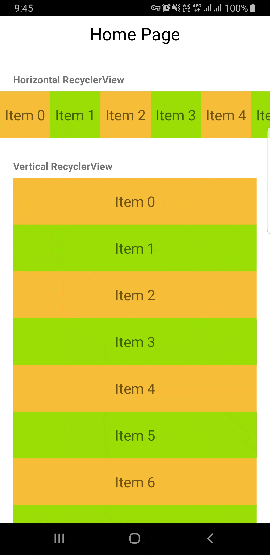 9:45 100%
Home Page
Horizontal RecyclerView
Item 0 Item 1 Item 2 Item 3 Item 4 Ite
Vertical RecyclerView
Item 0
Item 1
Item 2
Item 3
Item 4
Item 5
Item 6